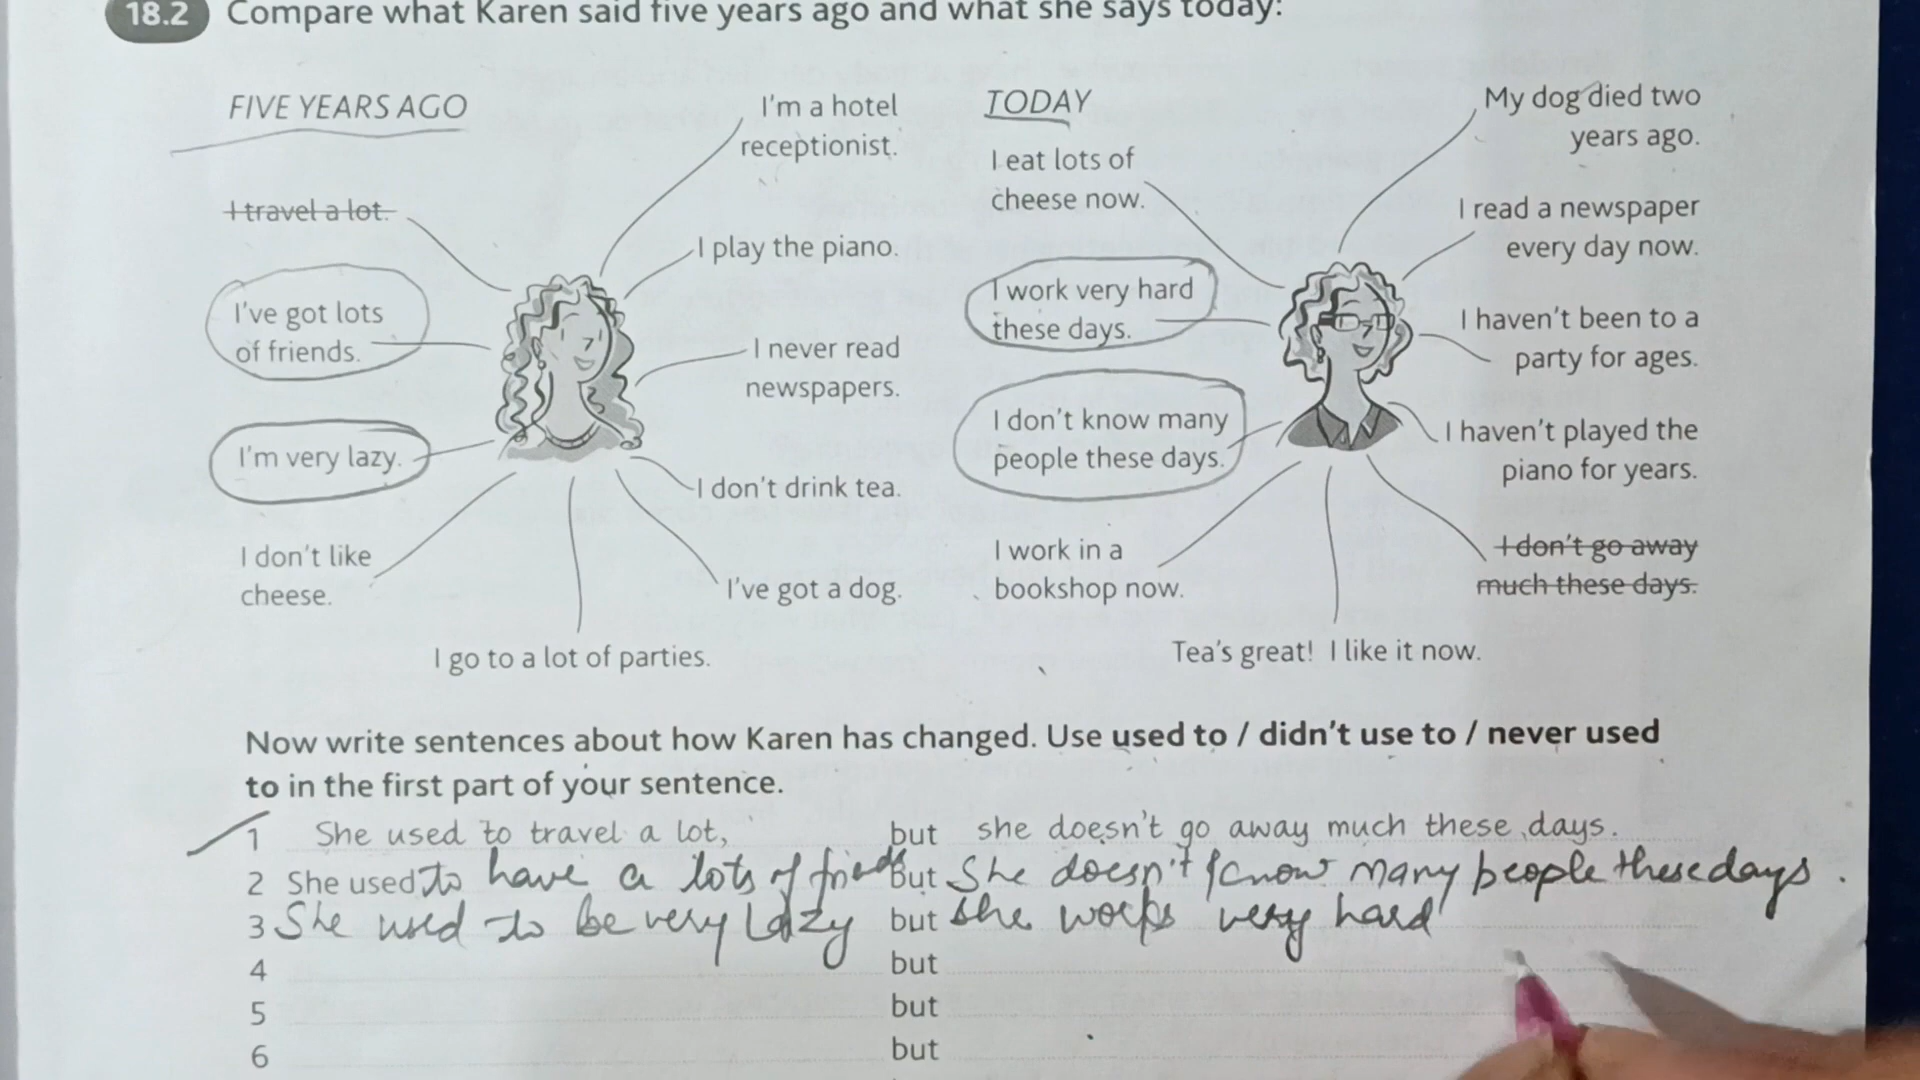 18.2 Compare what Karen said five years ago and what she says today:
FIVE YEARS AGO
I travel a lot.
I've got lots
of friends.
I'm very lazy.
I don't like
cheese.
I go to a lot of parties.
I'm a hotel
receptionist.
I play the piano.
I never read
newspapers.
I don't drink tea.
I've got a dog.
TODAY
I eat lots of
cheese now.
I work very hard
these days.
I don't know many
people these days.
I work in a
bookshop now.
Tea's great! I like it now.
My dog died two
years ago.
I read a newspaper
every day now.
I haven't been to a
party for ages.
I haven't played the
piano for years.
I don't go away
much these days.
Now write sentences about how Karen has changed. Use used to / didn't use to / never used
to in the first part of your sentence.
1 She used to travel a lot, but she doesn't go away much these days.
2 She used to have a lots of friends but She doesn't know many people these days.
3 She used to be very lazy but she works very hard
4 but
5 but
6 but